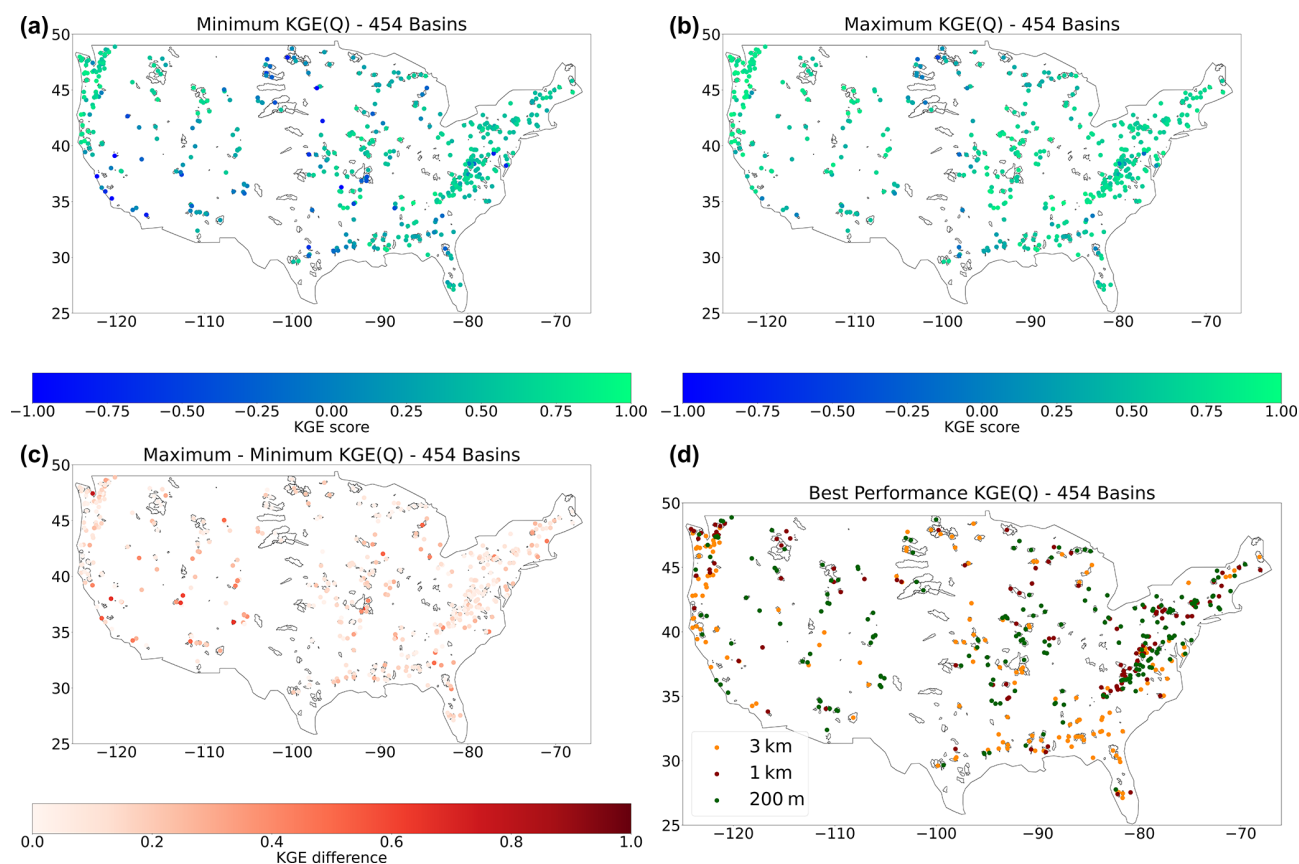 (a) Minimum KGE(Q) - 454 Basins
50
45
40
35
30
25
−120 −110 −100 −90 −80 −70
−1.00 −0.75 −0.50 −0.25 0.00 0.25 0.50 0.75 1.00
KGE score
(b) Maximum KGE(Q) - 454 Basins
50
45
40
35
30
25
−120 −110 −100 −90 −80 −70
−1.00 −0.75 −0.50 −0.25 0.00 0.25 0.50 0.75 1.00
KGE score
(c) Maximum - Minimum KGE(Q) - 454 Basins
50
45
40
35
30
25
−120 −110 −100 −90 −80 −70
0.0 0.2 0.4 0.6 0.8 1.0
KGE difference
(d)
Best Performance KGE(Q) - 454 Basins
50
45
40
35
30
25
3 km
1 km
200 m
−120 −110 −100 −90 −80 −70